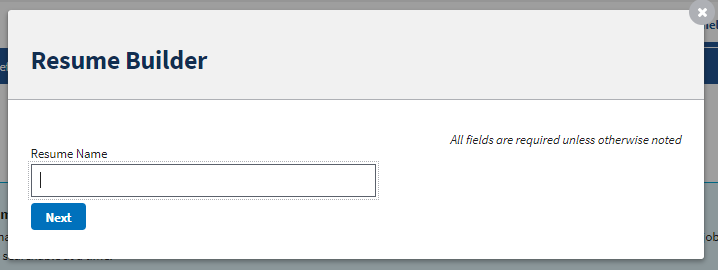 Resume Builder
All fields are required unless otherwise noted
Resume Name
Next